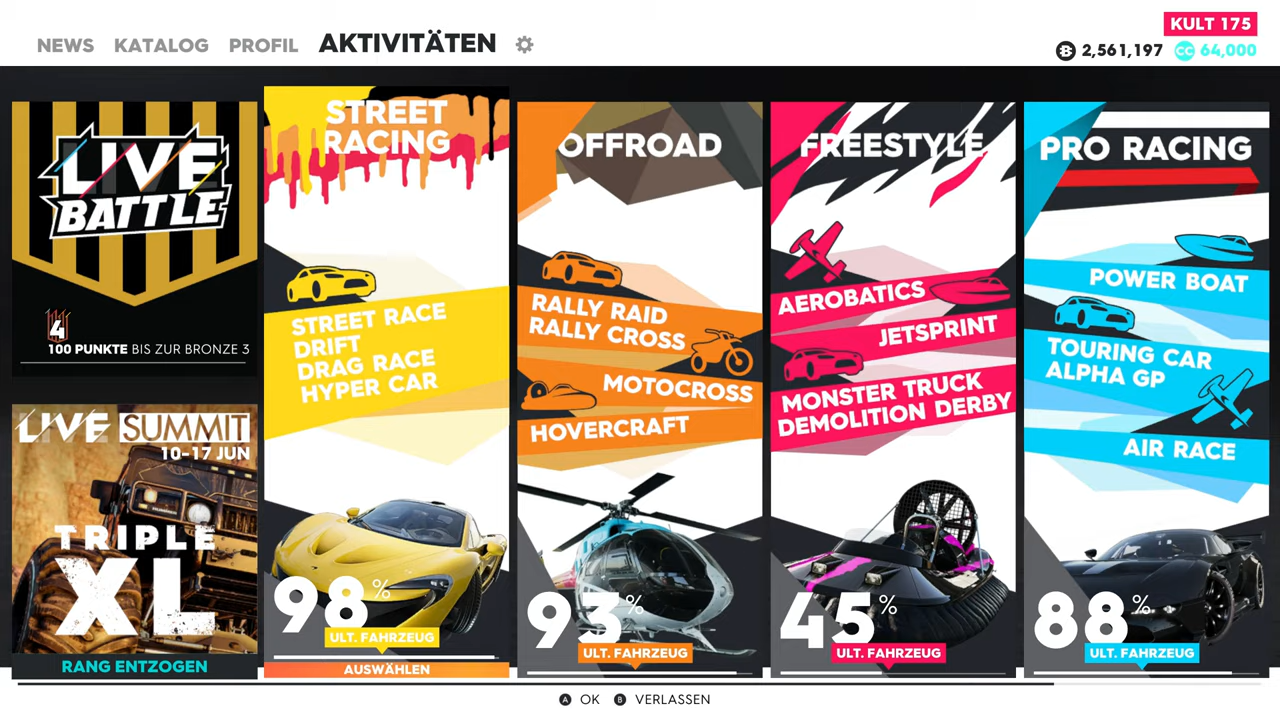 NEWS KATALOG PROFIL AKTIVITÄTEN
KULT 175
2,561,197 CC 64,000
LIVE
BATTLE
4
100 PUNKTE BIS ZUR BRONZE 3
LIVE SUMMIT
10-17 JUN
TRIPLE
XL
RANG ENTZOGEN
STREET
RACING
STREET RACE
DRIFT
DRAG RACE
HYPER CAR
98%
ULT. FAHRZEUG
AUSWÄHLEN
OFFROAD
RALLY RAID
RALLY CROSS
MOTOCROSS
HOVERCRAFT
93%
ULT. FAHRZEUG
FREESTYLE
AEROBATICS
JETSPRINT
MONSTER TRUCK
DEMOLITION DERBY
45%
ULT. FAHRZEUG
PRO RACING
POWER BOAT
TOURING CAR
ALPHA GP
AIR RACE
88%
ULT. FAHRZEUG
A OK B VERLASSEN